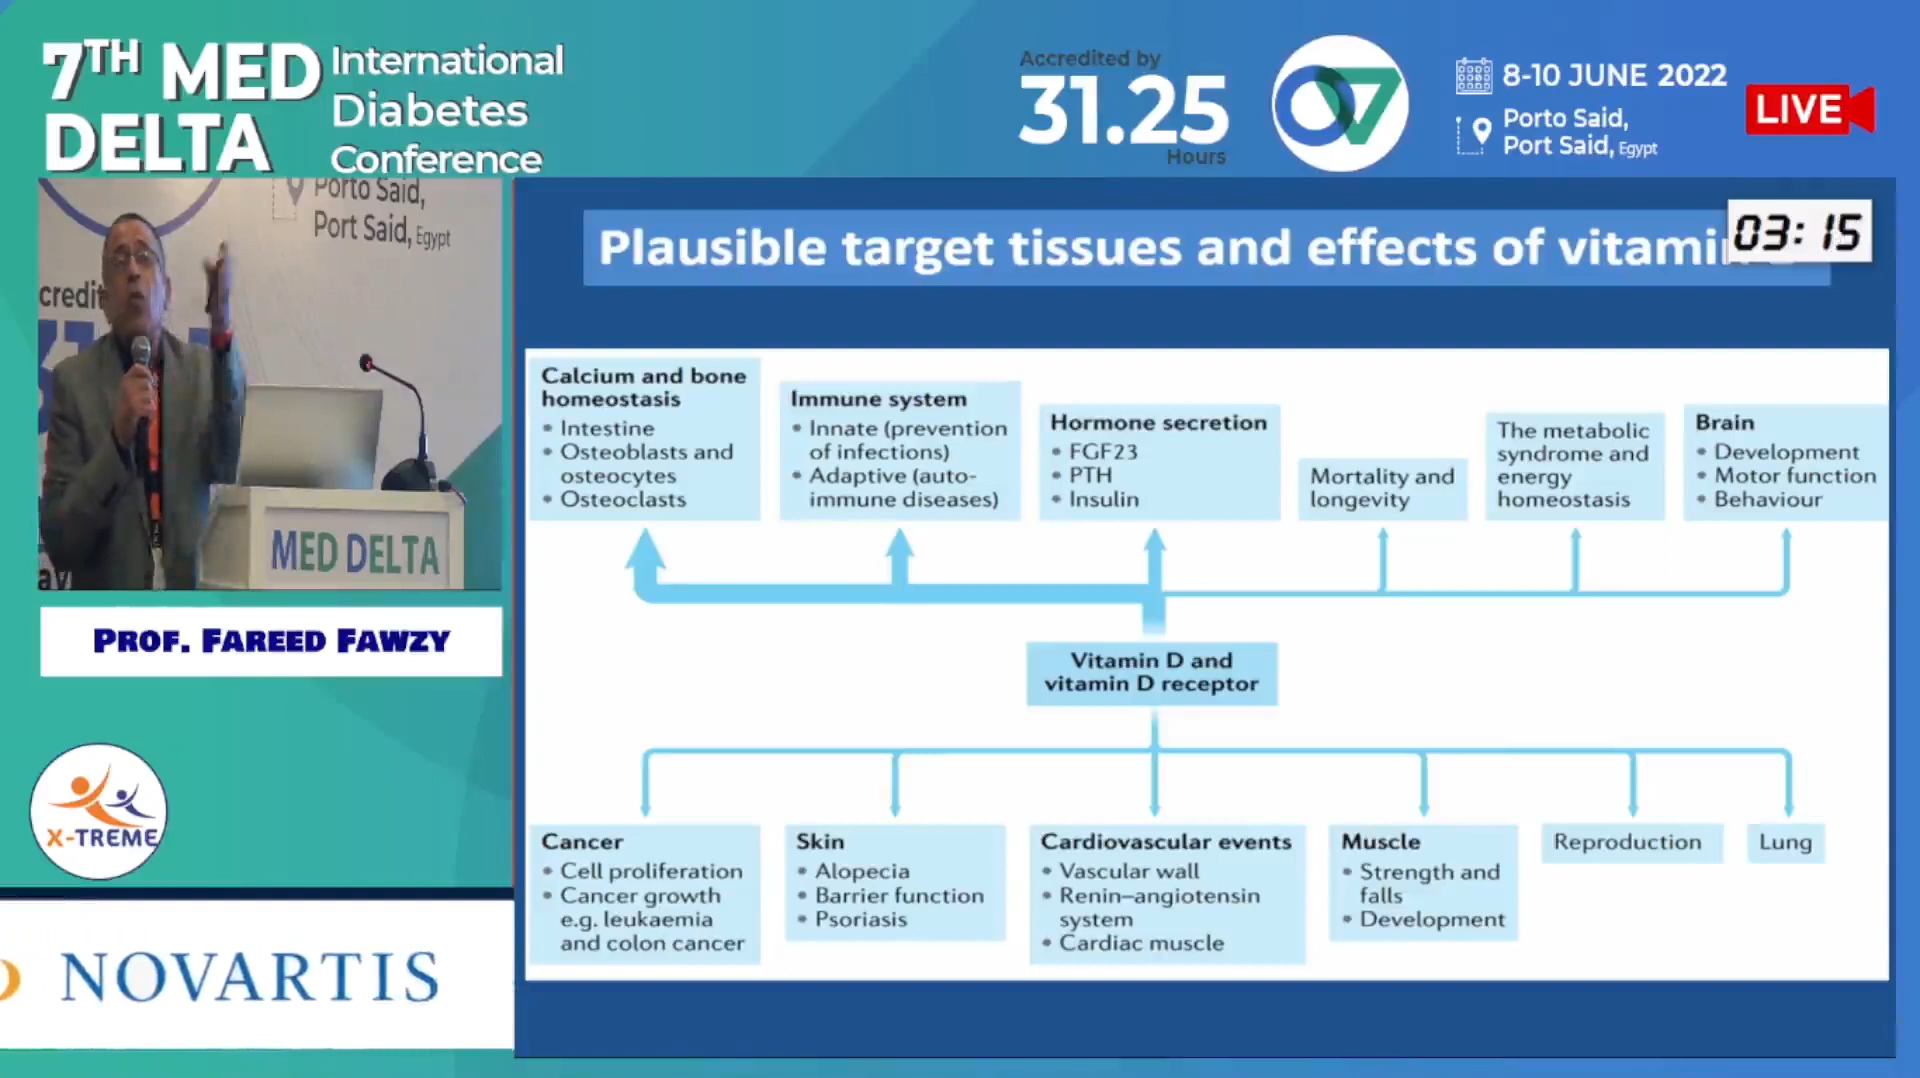 7TH MED
DELTA
International
Diabetes
Conference
Accredited by
31.25
Hours
8-10 JUNE 2022
Porto Said,
Port Said, Egypt
LIVE
Porto Said,
Port Said, Egypt
credit
MED DELTA
PROF. FAREED FAWZY
X-TREME
NOVARTIS
Plausible target tissues and effects of vitami
03:15
Calcium and bone
homeostasis
• Intestine
• Osteoblasts and
osteocytes
• Osteoclasts
Immune system
• Innate (prevention
of infections)
• Adaptive (auto-
immune diseases)
Hormone secretion
• FGF23
• PTH
• Insulin
Mortality and
longevity
The metabolic
syndrome and
energy
homeostasis
Brain
• Development
• Motor function
• Behaviour
Vitamin D and
vitamin D receptor
Cancer
• Cell proliferation
• Cancer growth
e.g. leukaemia
and colon cancer
Skin
• Alopecia
• Barrier function
• Psoriasis
Cardiovascular events
• Vascular wall
• Renin–angiotensin
system
• Cardiac muscle
Muscle
• Strength and
falls
• Development
Reproduction
Lung